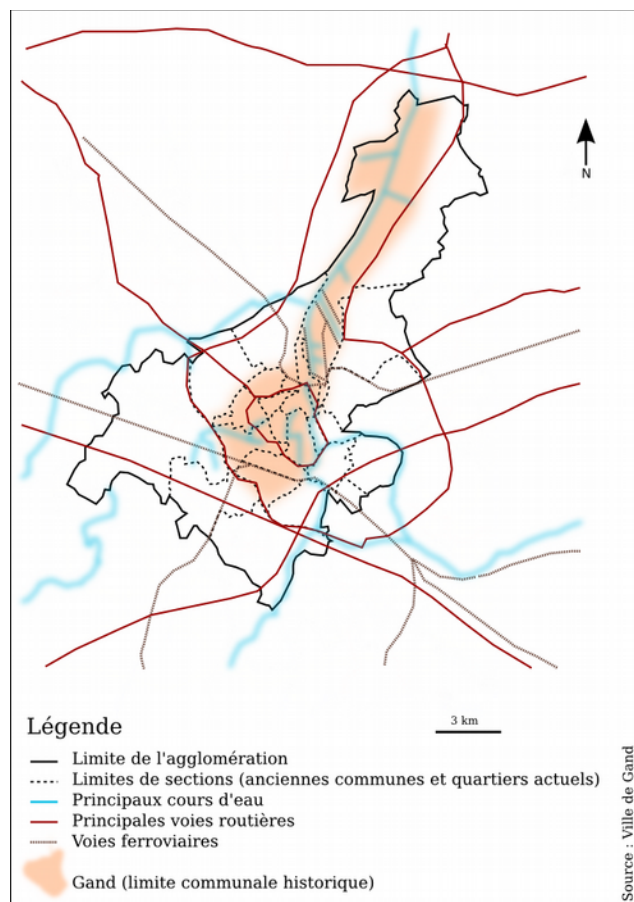 N
Légende
3 km
Limite de l'agglomération
Limites de sections (anciennes communes et quartiers actuels)
Principaux cours d'eau
Principales voies routières
Voies ferroviaires
Gand (limite communale historique)
Source : Ville de Gand